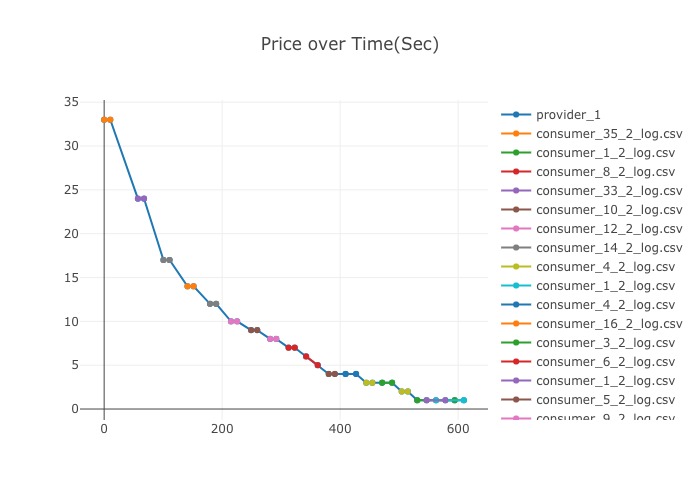 Price over Time(Sec)
35
30
25
20
15
10
5
0
0 200 400 600
provider_1
consumer_35_2_log.csv
consumer_1_2_log.csv
consumer_8_2_log.csv
consumer_33_2_log.csv
consumer_10_2_log.csv
consumer_12_2_log.csv
consumer_14_2_log.csv
consumer_4_2_log.csv
consumer_1_2_log.csv
consumer_4_2_log.csv
consumer_16_2_log.csv
consumer_3_2_log.csv
consumer_6_2_log.csv
consumer_1_2_log.csv
consumer_5_2_log.csv
consumer_9_2_log.csv